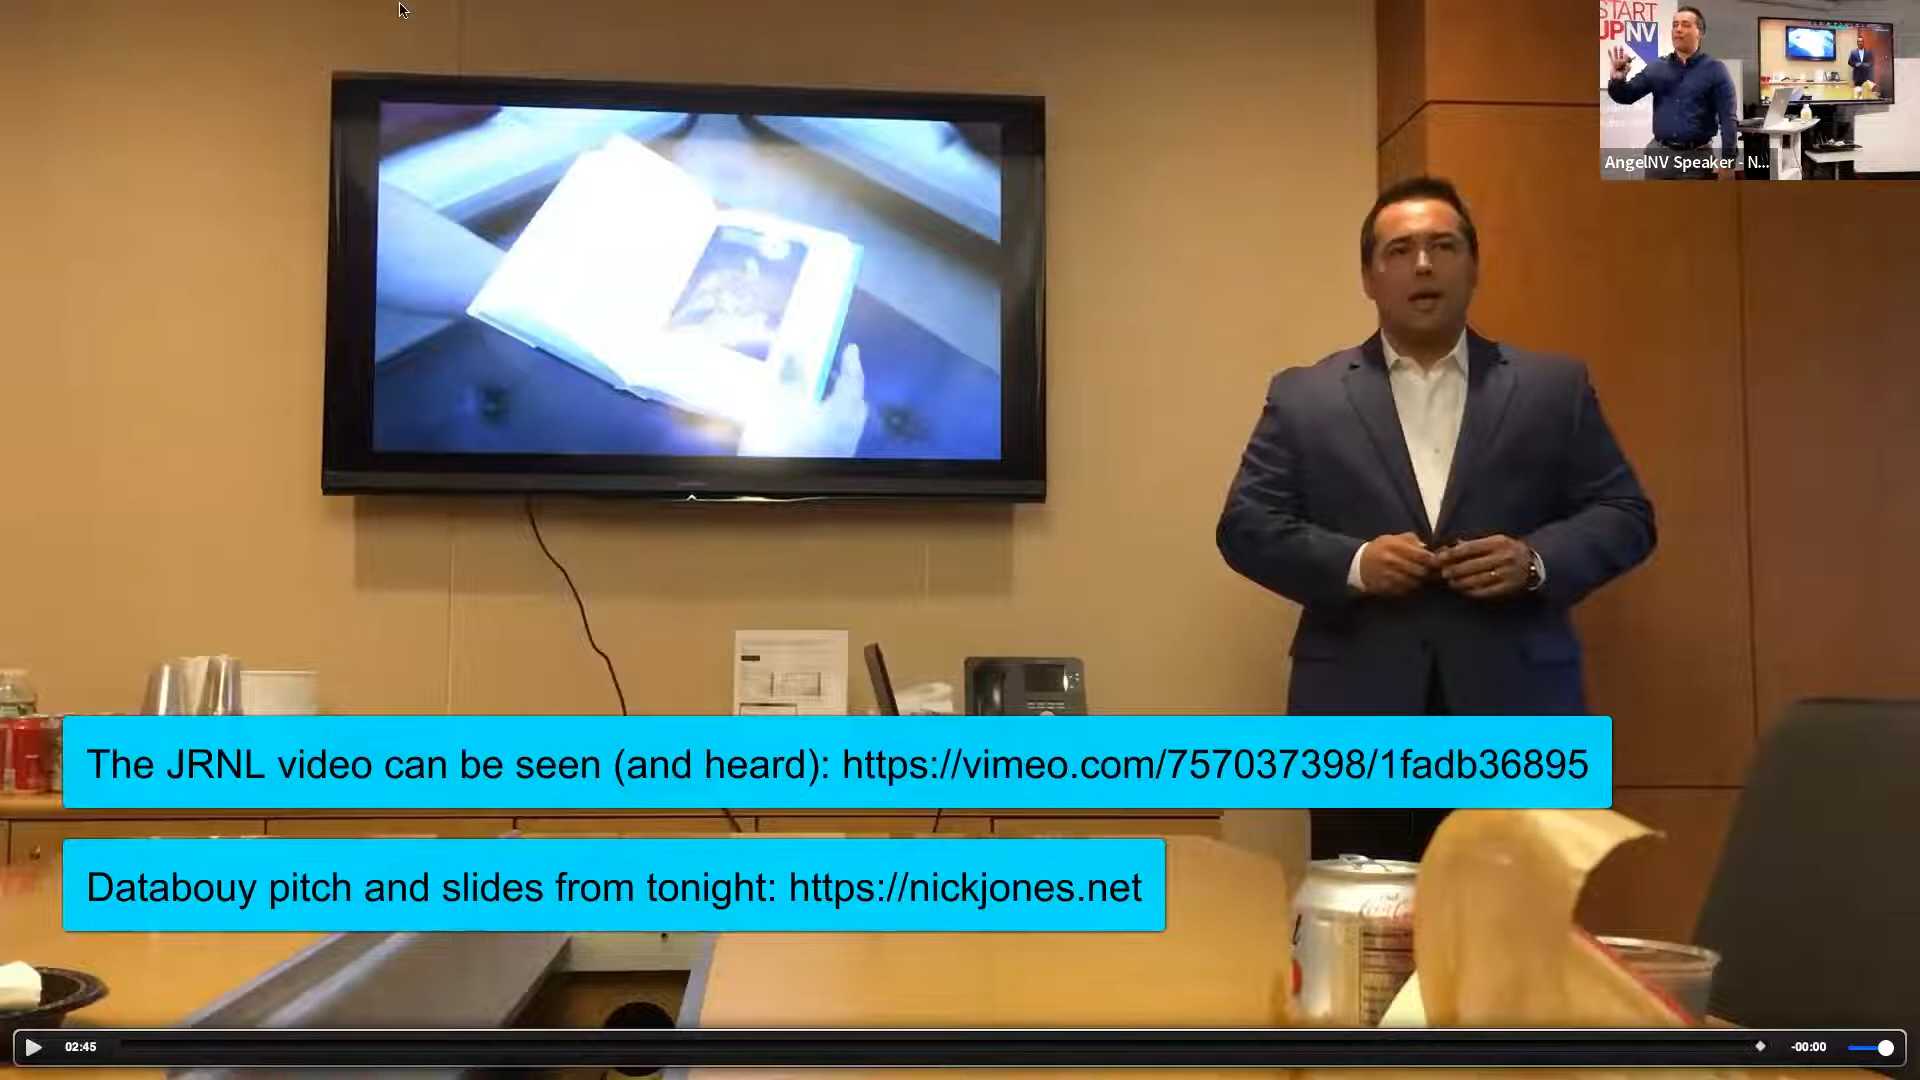 START
UPNV
AngelNV Speaker - N...
The JRNL video can be seen (and heard): https://vimeo.com/757037398/1fadb36895
Databouy pitch and slides from tonight: https://nickjones.net
02:45
-00:00